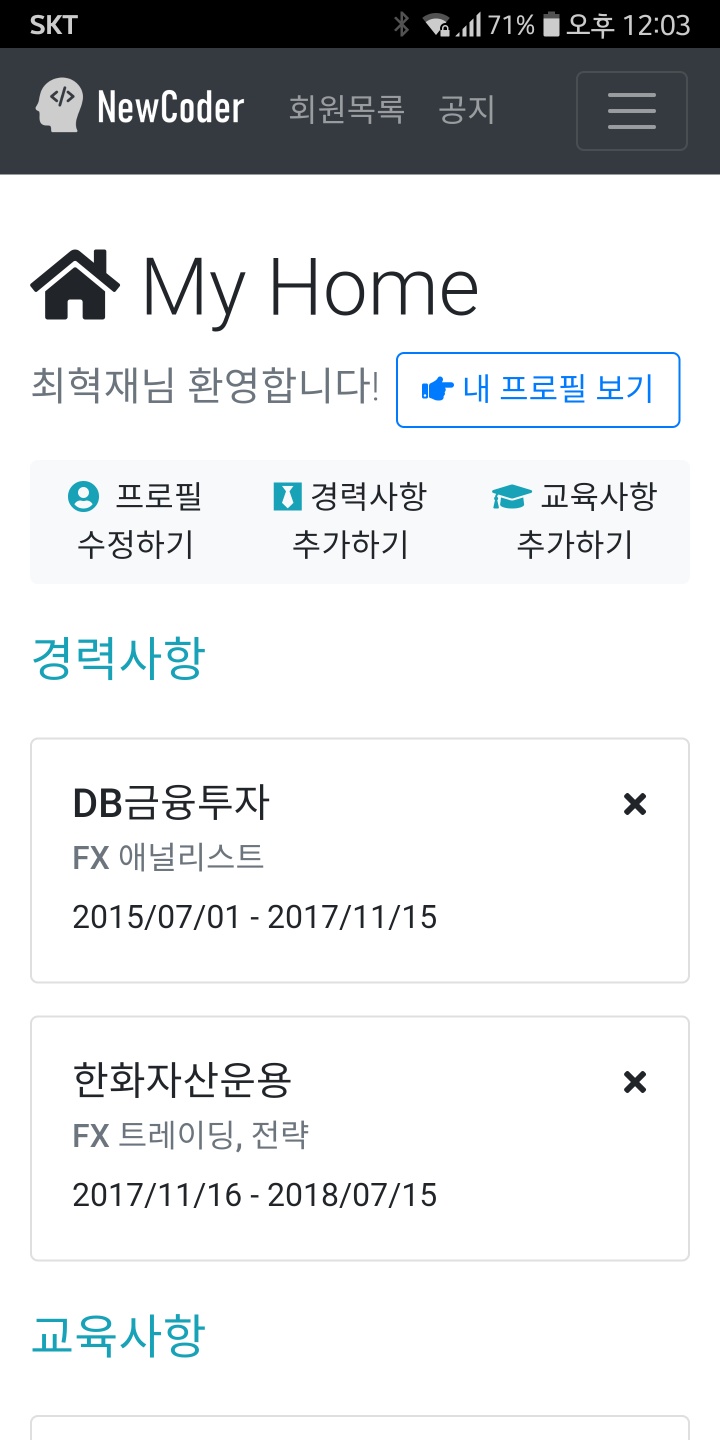 SKT 71% 오후 12:03
</> NewCoder 회원목록 공지
My Home
최혁재님 환영합니다! 내 프로필 보기
프로필 수정하기
경력사항 추가하기
교육사항 추가하기
경력사항
DB금융투자
FX 애널리스트
2015/07/01 - 2017/11/15
한화자산운용
FX 트레이딩, 전략
2017/11/16 - 2018/07/15
교육사항